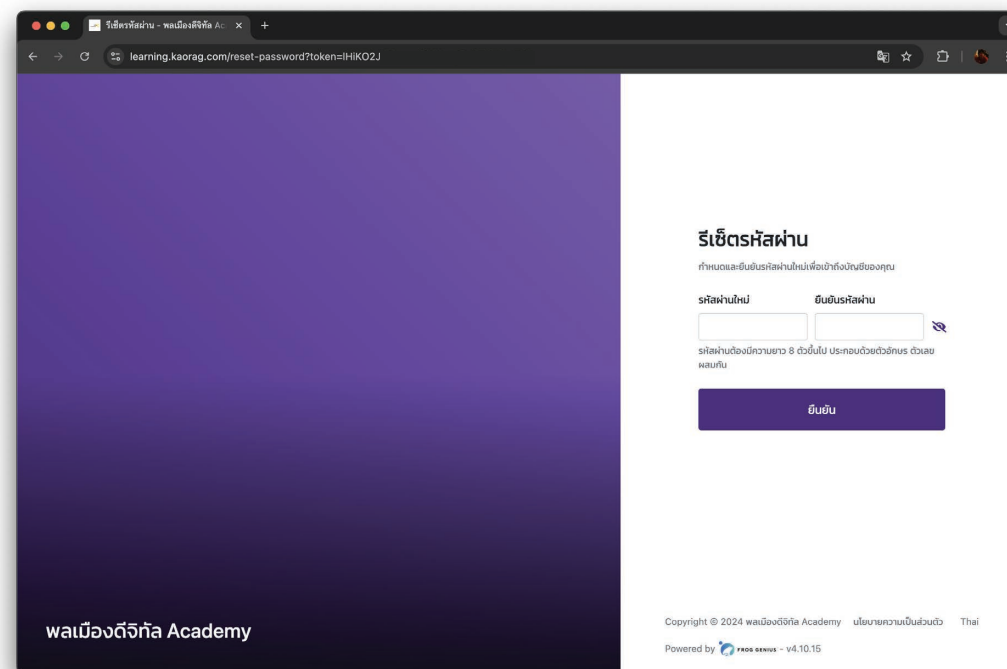 รีเซ็ตรหัสผ่าน - พลเมืองดีจิทัล Ac
learning.kaorag.com/reset-password?token=IHiKO2J
รีเซ็ตรหัสผ่าน
กำหนดและยืนยันรหัสผ่านใหม่เพื่อเข้าถึงบัญชีของคุณ
รหัสผ่านใหม่ ยืนยันรหัสผ่าน
รหัสผ่านต้องมีความยาว 8 ตัวขึ้นไป ประกอบด้วยตัวอักษร ตัวเลข
ผสมกัน
ยืนยัน
พลเมืองดีจิทัล Academy
Copyright © 2024 พลเมืองดีจิทัล Academy นโยบายความเป็นส่วนตัว Thai
Powered by FROG GENIUS - v4.10.15